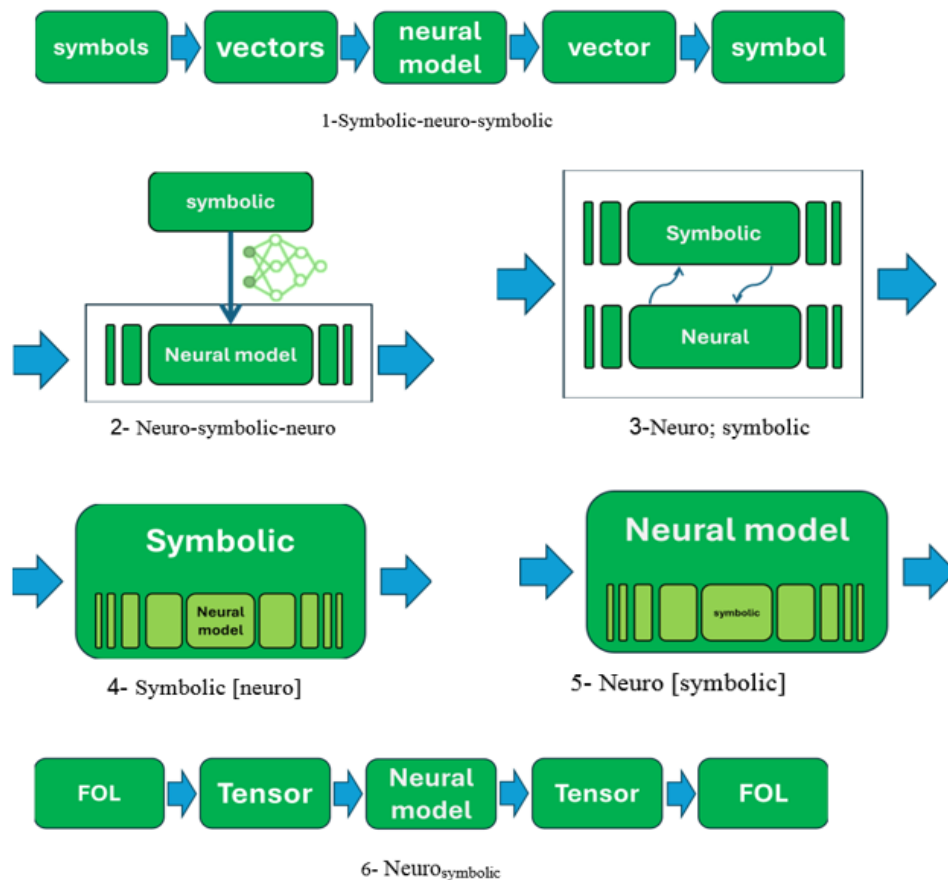 symbols
vectors
neural
model
vector
symbol
1-Symbolic-neuro-symbolic
symbolic
Neural model
2- Neuro-symbolic-neuro
Symbolic
Neural
3-Neuro; symbolic
Symbolic
Neural
model
4- Symbolic [neuro]
Neural model
symbolic
5- Neuro [symbolic]
FOL
Tensor
Neural
model
Tensor
FOL
6- Neurosymbolic